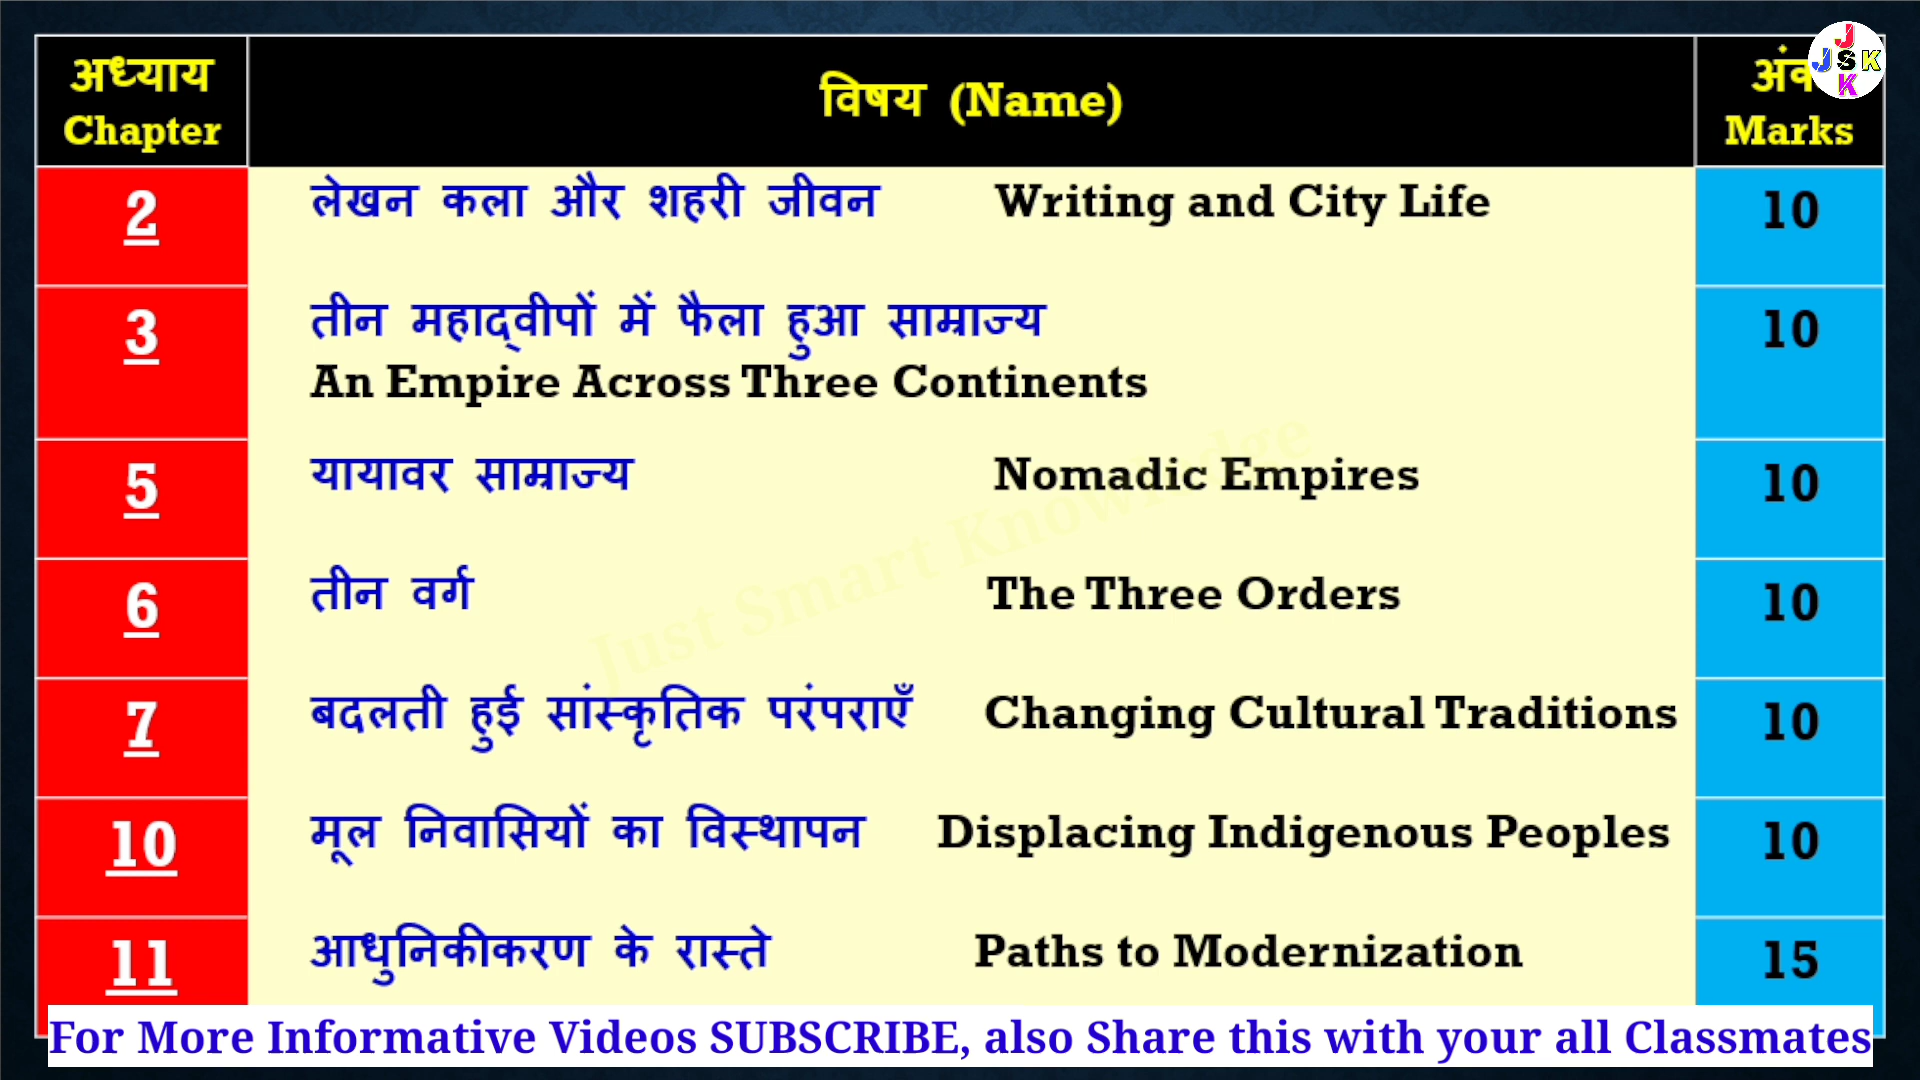 अध्याय
Chapter
विषय (Name)
अंक
Marks
J
J S K
K
2
लेखन कला और शहरी जीवन Writing and City Life
10
3
तीन महाद्वीपों में फैला हुआ साम्राज्य
An Empire Across Three Continents
10
5
यायावर साम्राज्य Nomadic Empires
10
6
तीन वर्ग The Three Orders
10
7
बदलती हुई सांस्कृतिक परंपराएँ Changing Cultural Traditions
10
10
मूल निवासियों का विस्थापन Displacing Indigenous Peoples
10
11
आधुनिकीकरण के रास्ते Paths to Modernization
15
Just Smart Knowledge
For More Informative Videos SUBSCRIBE, also Share this with your all Classmates